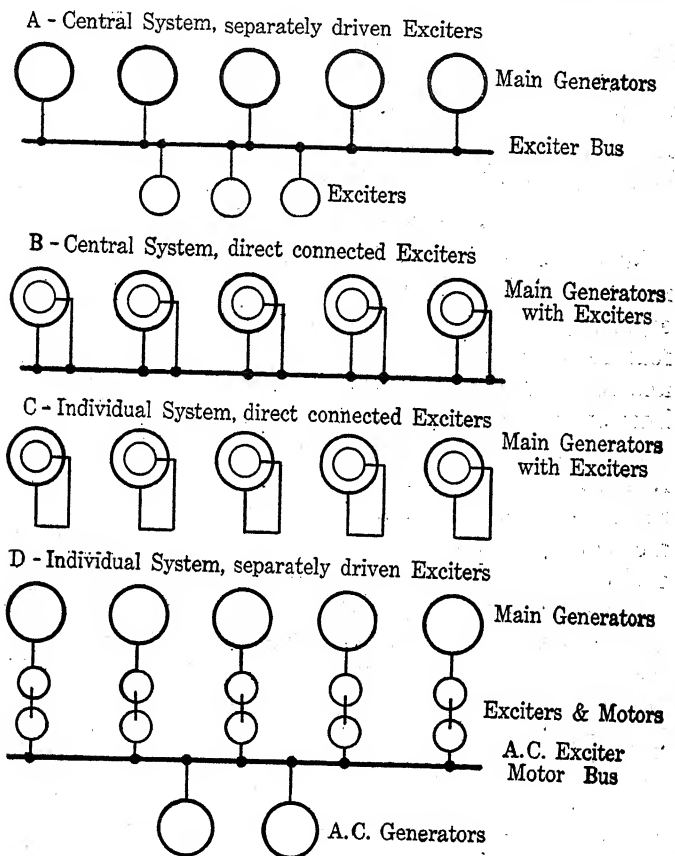 A - Central System, separately driven Exciters
Main Generators
Exciter Bus
Exciters
B - Central System, direct connected Exciters
Main Generators
with Exciters
C - Individual System, direct connected Exciters
Main Generators
with Exciters
D - Individual System, separately driven Exciters
Main Generators
Exciters & Motors
A.C. Exciter
Motor Bus
A.C. Generators